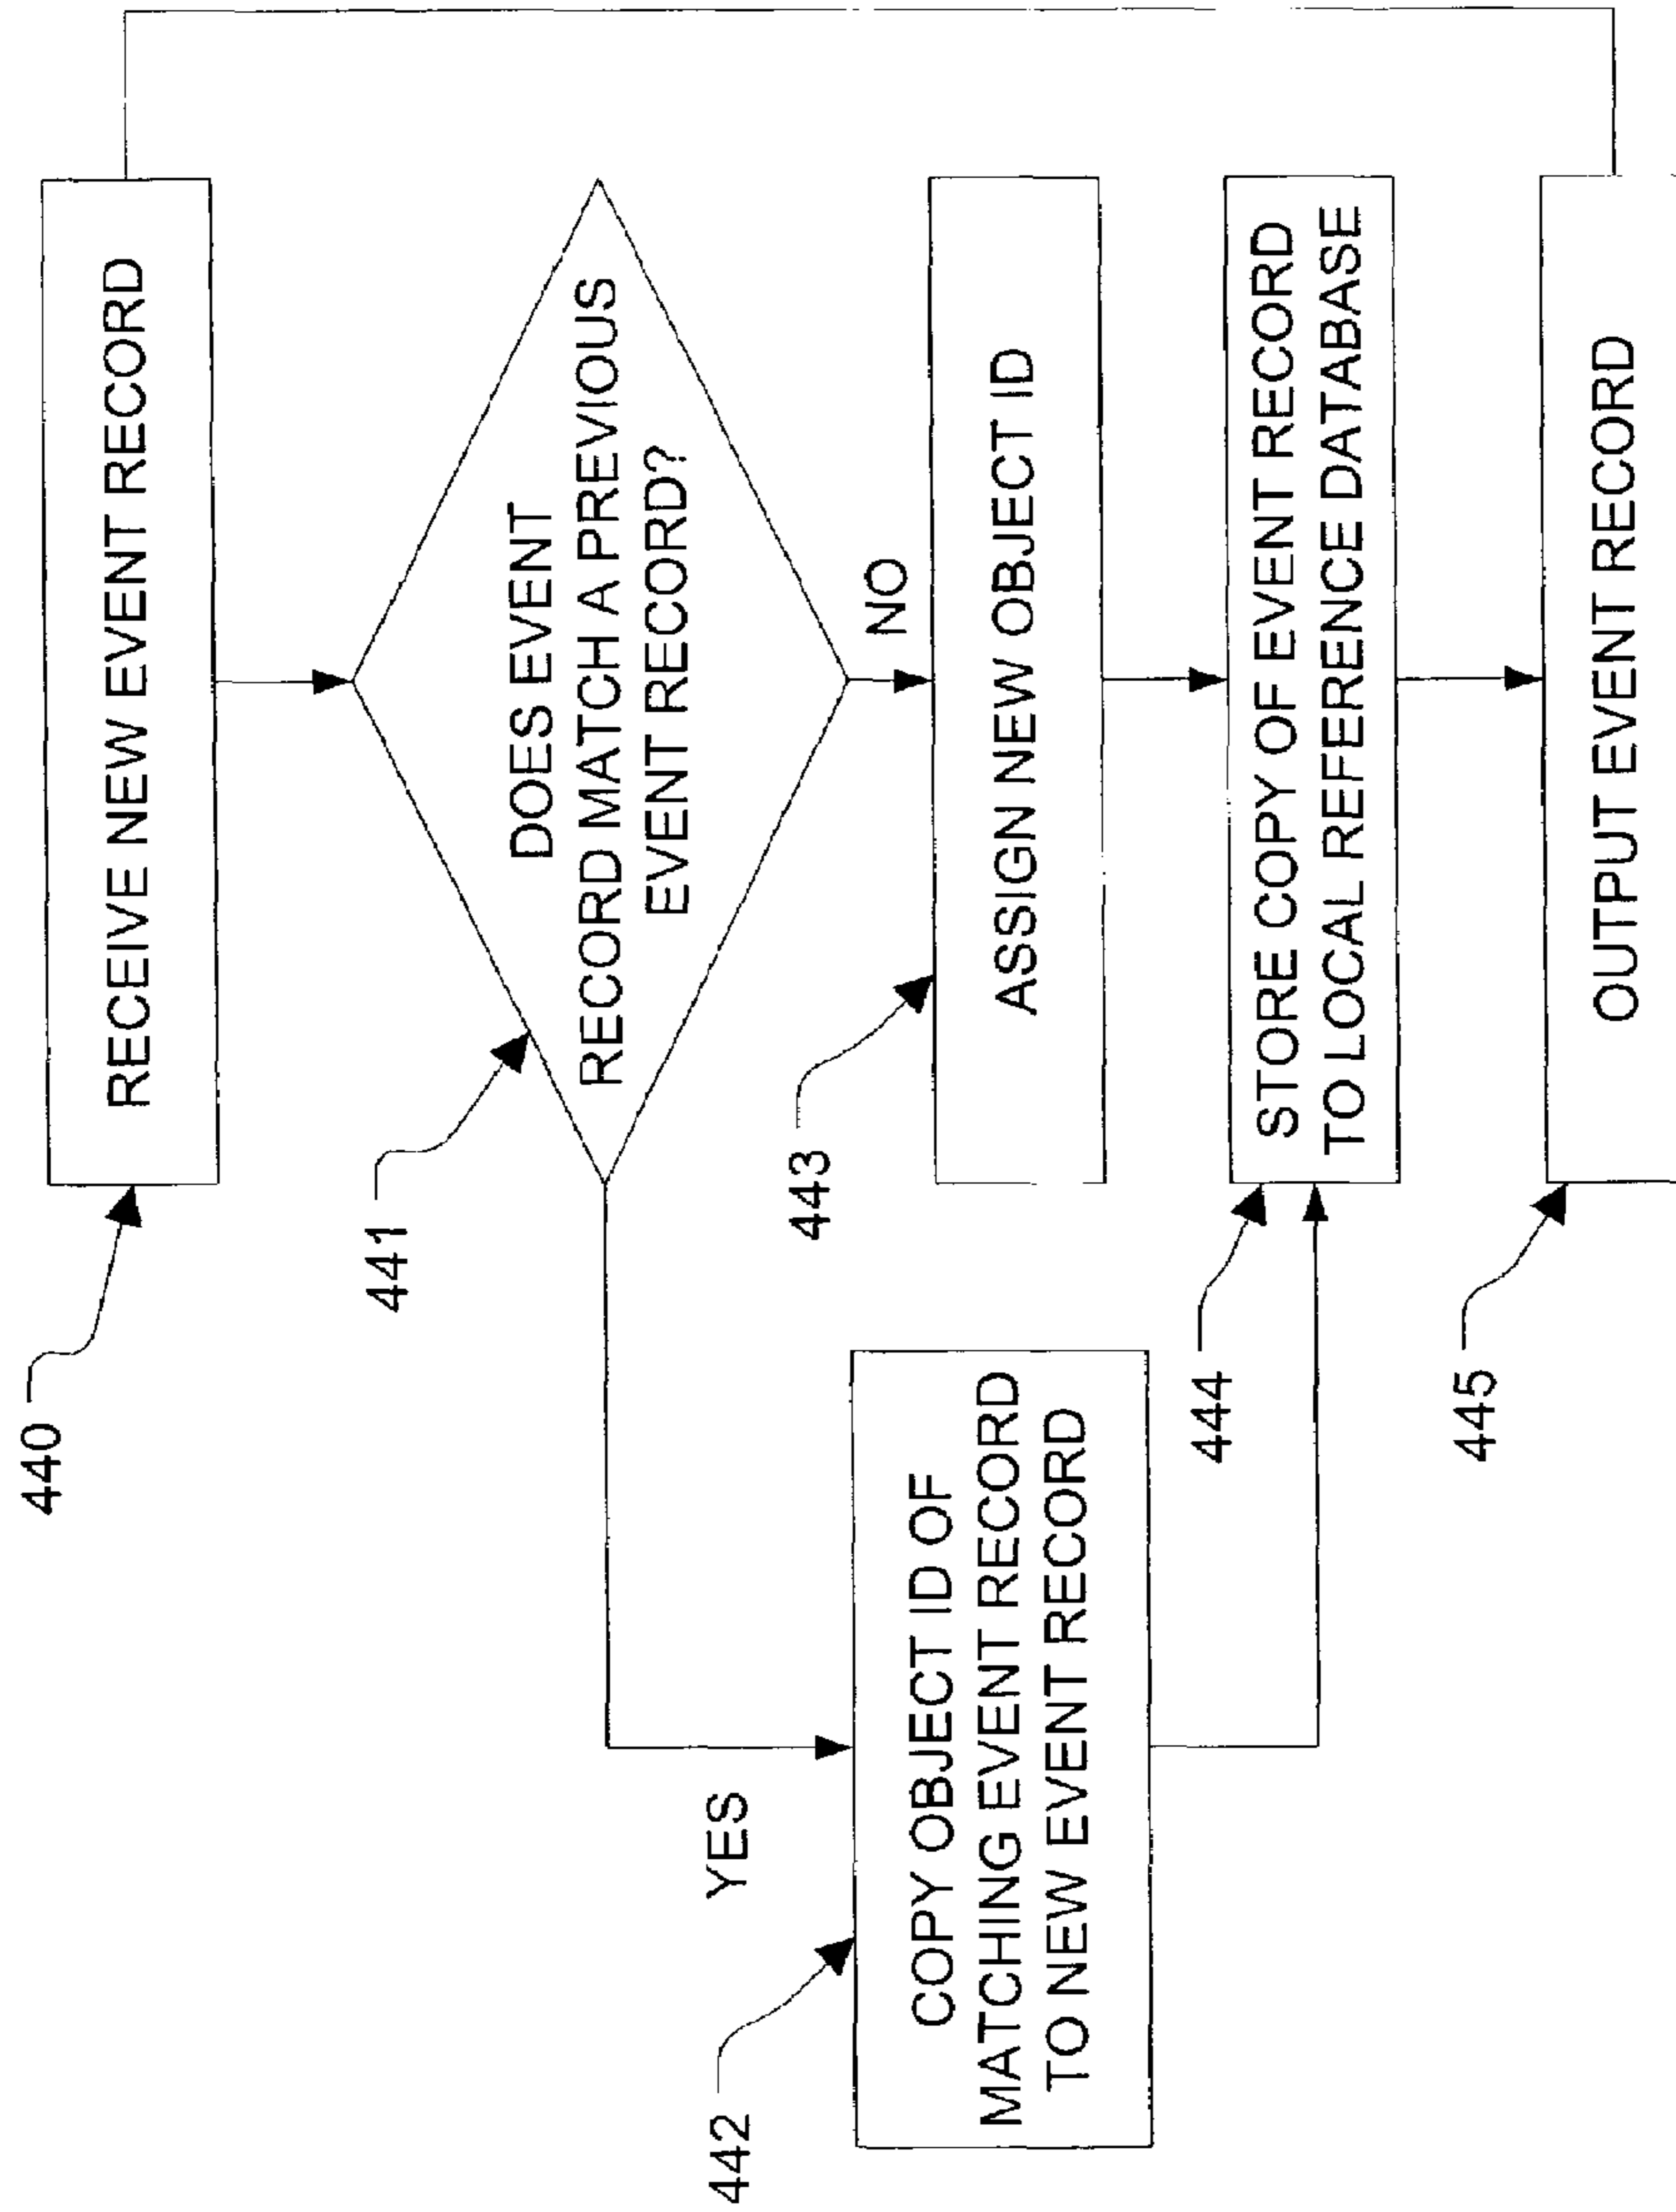 440
RECEIVE NEW EVENT RECORD
441
DOES EVENT
RECORD MATCH A PREVIOUS
EVENT RECORD?
YES
NO
442
COPY OBJECT ID OF
MATCHING EVENT RECORD
TO NEW EVENT RECORD
443
ASSIGN NEW OBJECT ID
444
STORE COPY OF EVENT RECORD
TO LOCAL REFERENCE DATABASE
445
OUTPUT EVENT RECORD